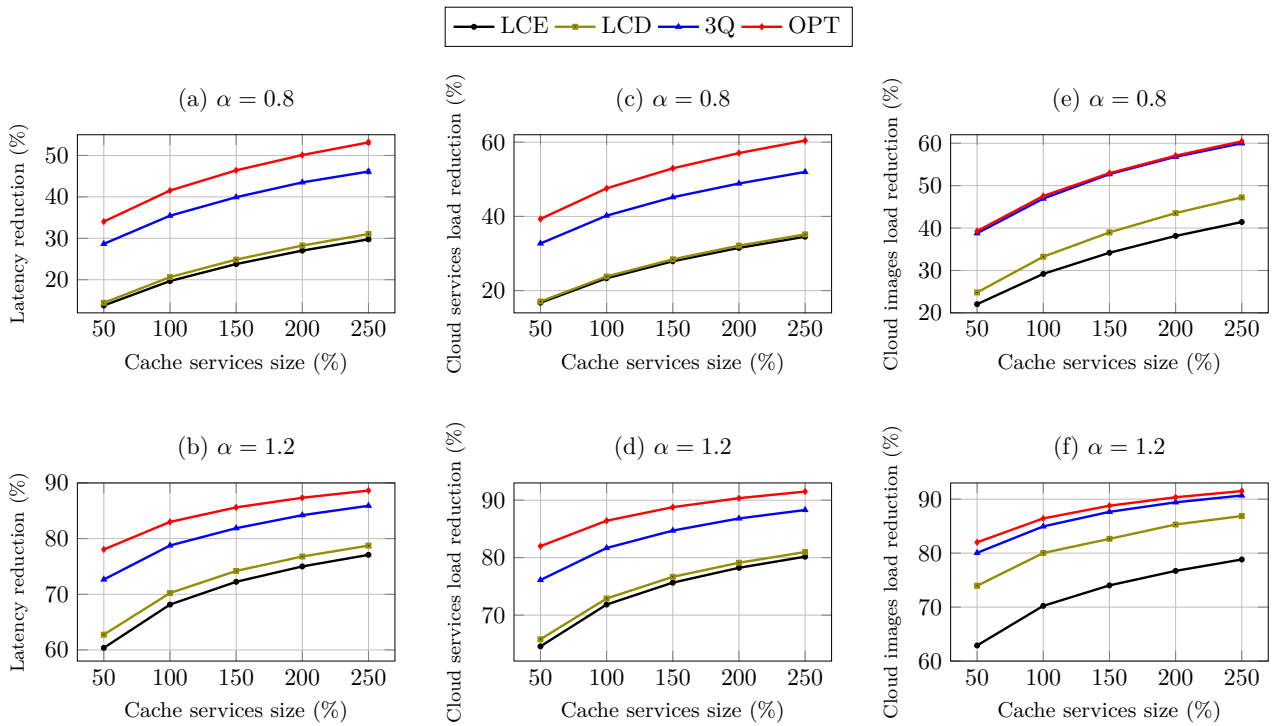 LCE LCD 3Q OPT
(a) α = 0.8
Latency reduction (%)
50
40
30
20
50 100 150 200 250
Cache services size (%)
(c) α = 0.8
Cloud services load reduction (%)
60
40
20
50 100 150 200 250
Cache services size (%)
(e) α = 0.8
Cloud images load reduction (%)
60
50
40
30
20
50 100 150 200 250
Cache services size (%)
(b) α = 1.2
Latency reduction (%)
90
80
70
60
50 100 150 200 250
Cache services size (%)
(d) α = 1.2
Cloud services load reduction (%)
90
80
70
50 100 150 200 250
Cache services size (%)
(f) α = 1.2
Cloud images load reduction (%)
90
80
70
60
50 100 150 200 250
Cache services size (%)